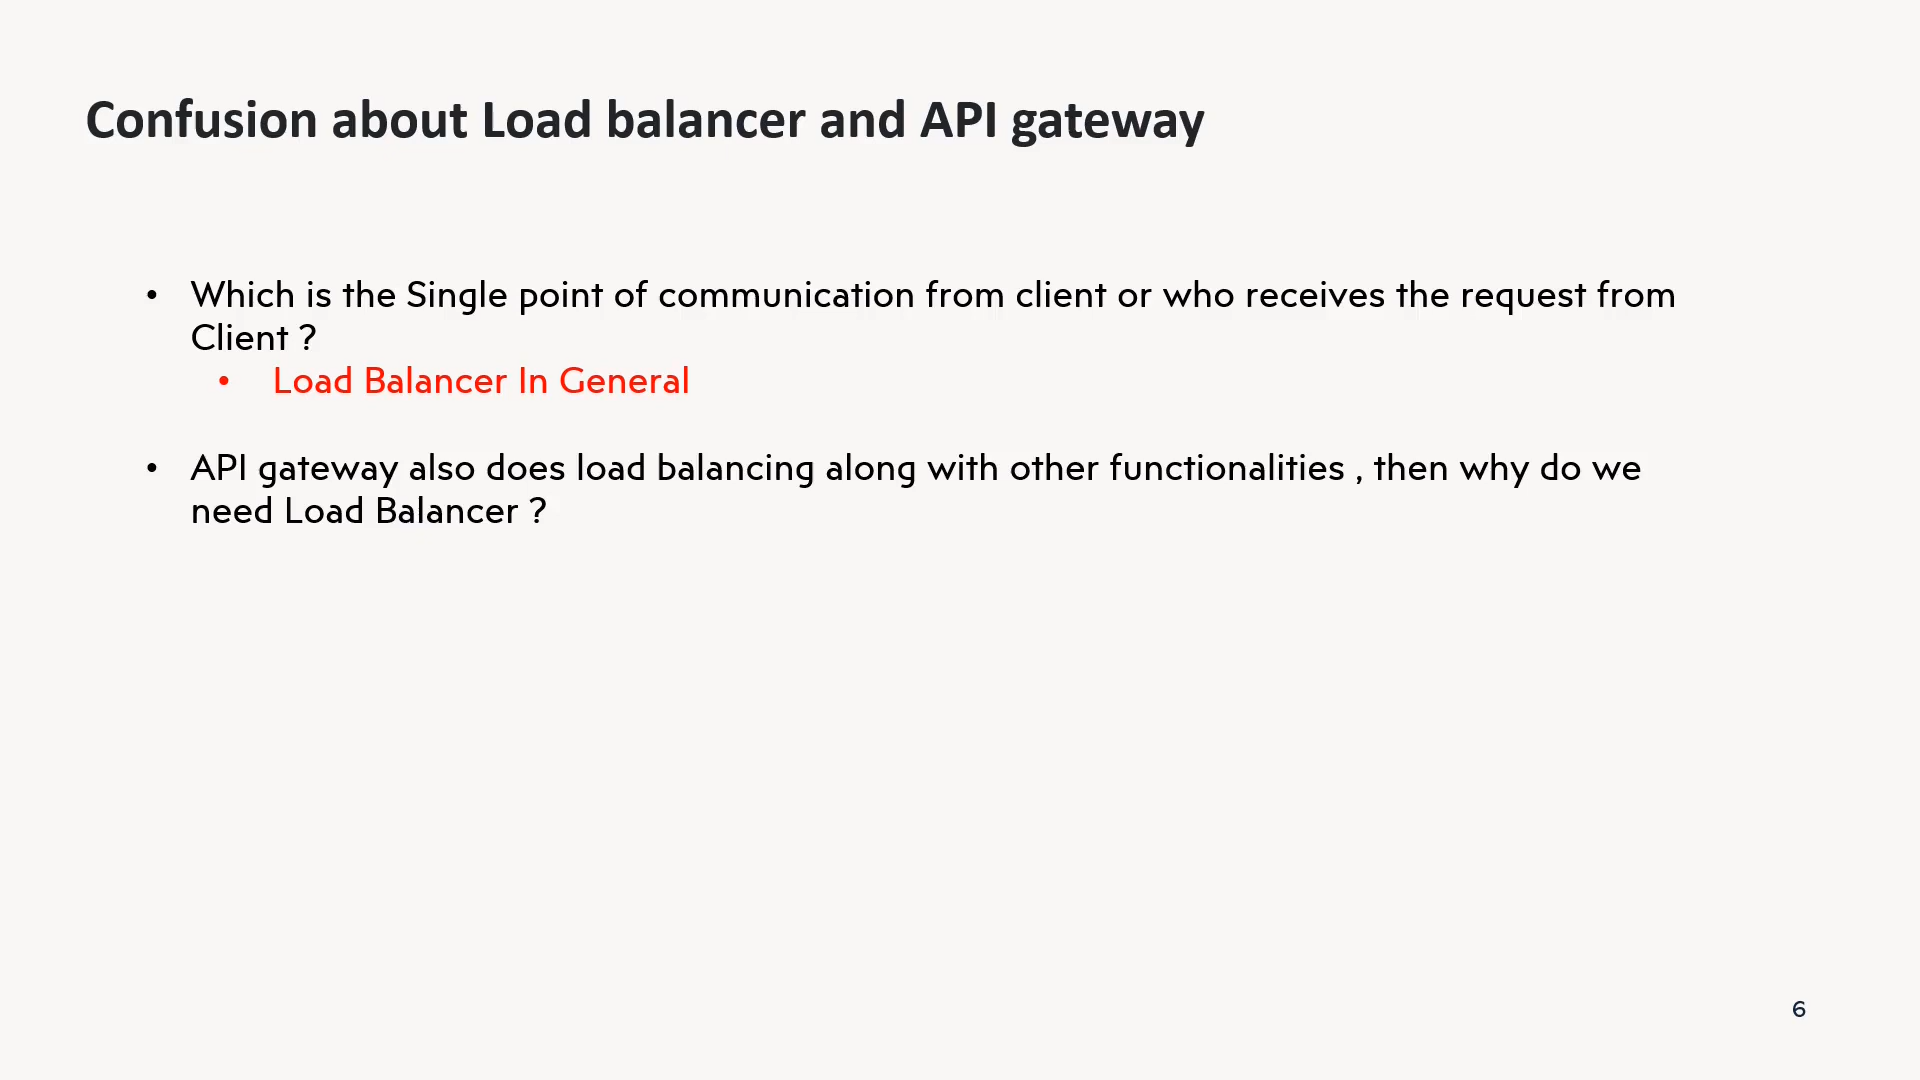 Confusion about Load balancer and API gateway
• Which is the Single point of communication from client or who receives the request from
Client ?
• Load Balancer In General
• API gateway also does load balancing along with other functionalities , then why do we
need Load Balancer ?
6